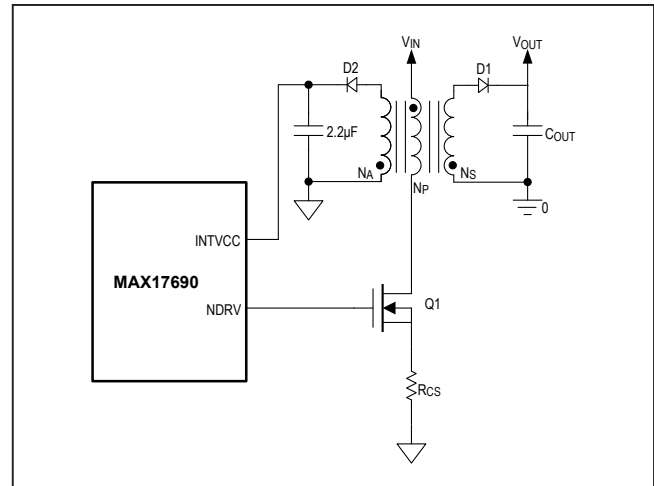 VIN
VOUT
D2
D1
2.2µF
COUT
NA
NP
NS
0
INTVCC
MAX17690
NDRV
Q1
RCS